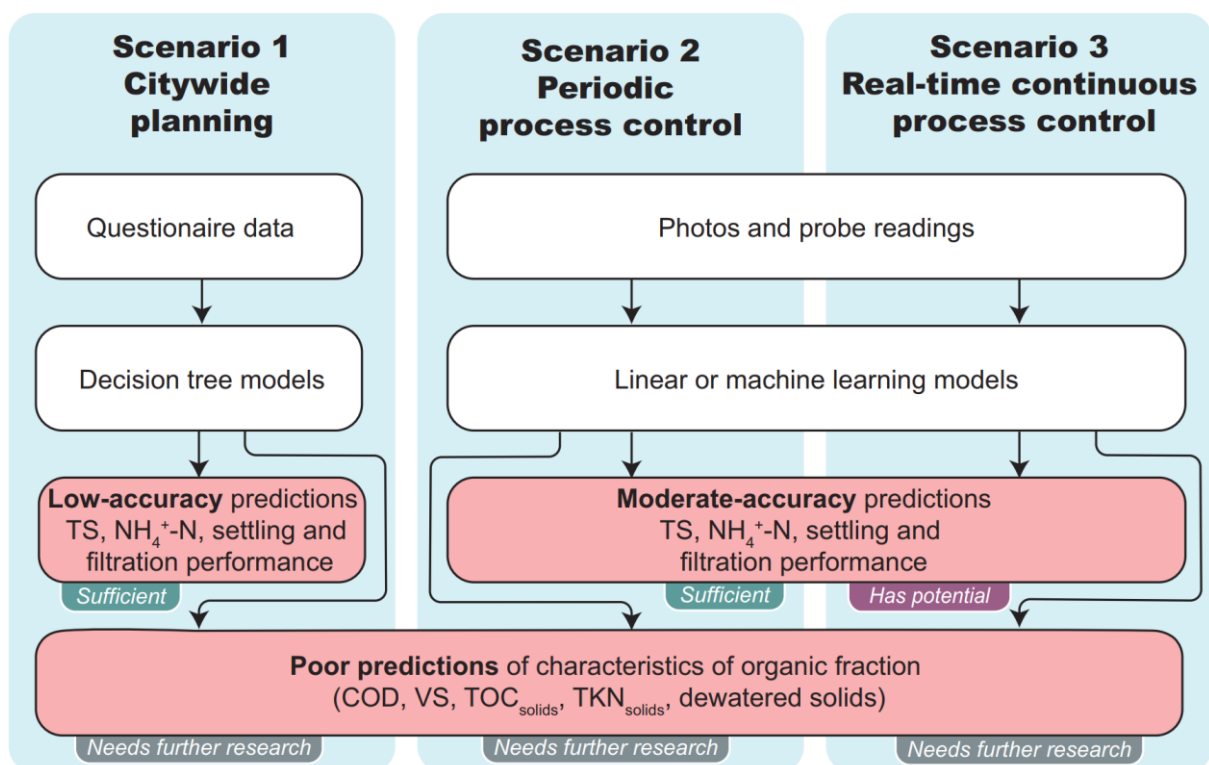 Scenario 1
Citywide
planning
Scenario 2
Periodic
process control
Scenario 3
Real-time continuous
process control
Questionaire data
Photos and probe readings
Decision tree models
Linear or machine learning models
Low-accuracy predictions
TS, NH₄⁺-N, settling and
filtration performance
Sufficient
Moderate-accuracy predictions
TS, NH₄⁺-N, settling and
filtration performance
Sufficient
Has potential
Poor predictions of characteristics of organic fraction
(COD, VS, TOCsolids, TKNsolids, dewatered solids)
Needs further research
Needs further research
Needs further research